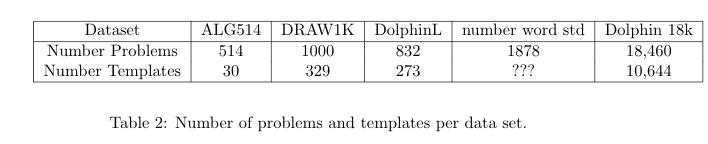 Dataset ALG514 DRAW1K DolphinL number word std Dolphin 18k
Number Problems 514 1000 832 1878 18,460
Number Templates 30 329 273 ??? 10,644
Table 2: Number of problems and templates per data set.